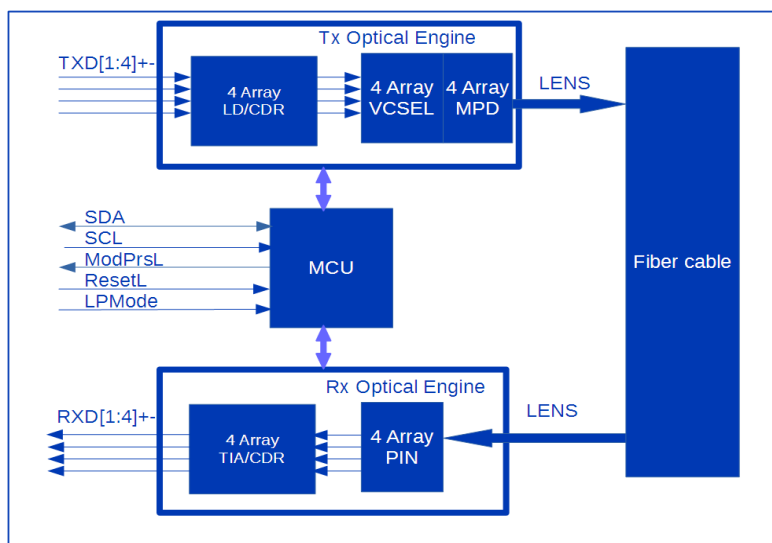 Tx Optical Engine
TXD[1:4]+-
4 Array
LD/CDR
4 Array
VCSEL
4 Array
MPD
LENS
SDA
SCL
ModPrsL
ResetL
LPMode
MCU
Fiber cable
Rx Optical Engine
RXD[1:4]+-
4 Array
TIA/CDR
4 Array
PIN
LENS